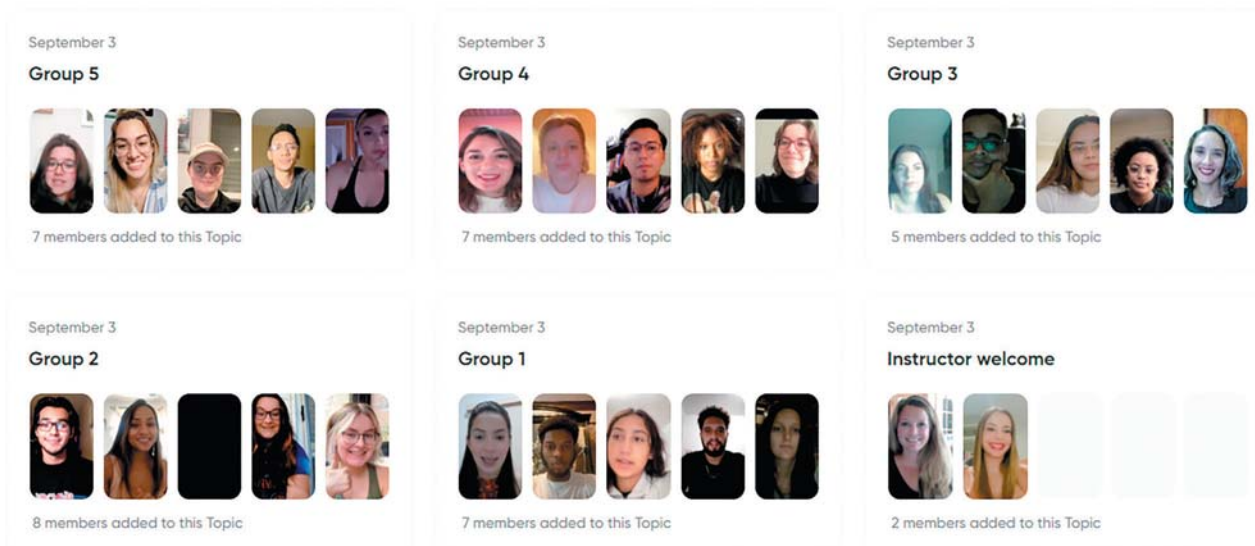 September 3
Group 5
7 members added to this Topic
September 3
Group 4
7 members added to this Topic
September 3
Group 3
5 members added to this Topic
September 3
Group 2
8 members added to this Topic
September 3
Group 1
7 members added to this Topic
September 3
Instructor welcome
2 members added to this Topic